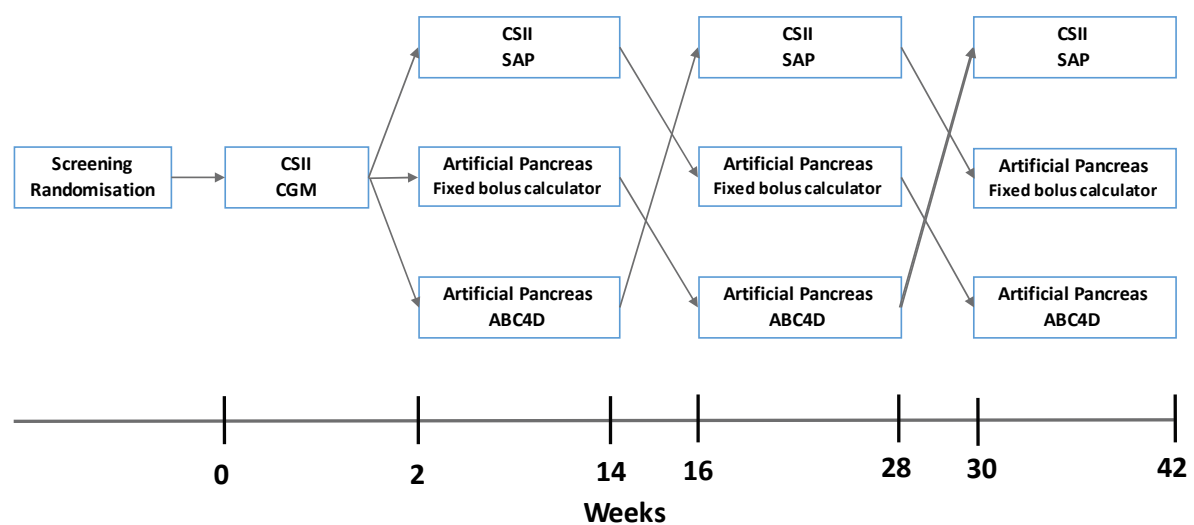 Screening
Randomisation
CSII
CGM
CSII
SAP
Artificial Pancreas
Fixed bolus calculator
Artificial Pancreas
ABC4D
CSII
SAP
Artificial Pancreas
Fixed bolus calculator
Artificial Pancreas
ABC4D
CSII
SAP
Artificial Pancreas
Fixed bolus calculator
Artificial Pancreas
ABC4D
0
2
14
16
28
30
42
Weeks